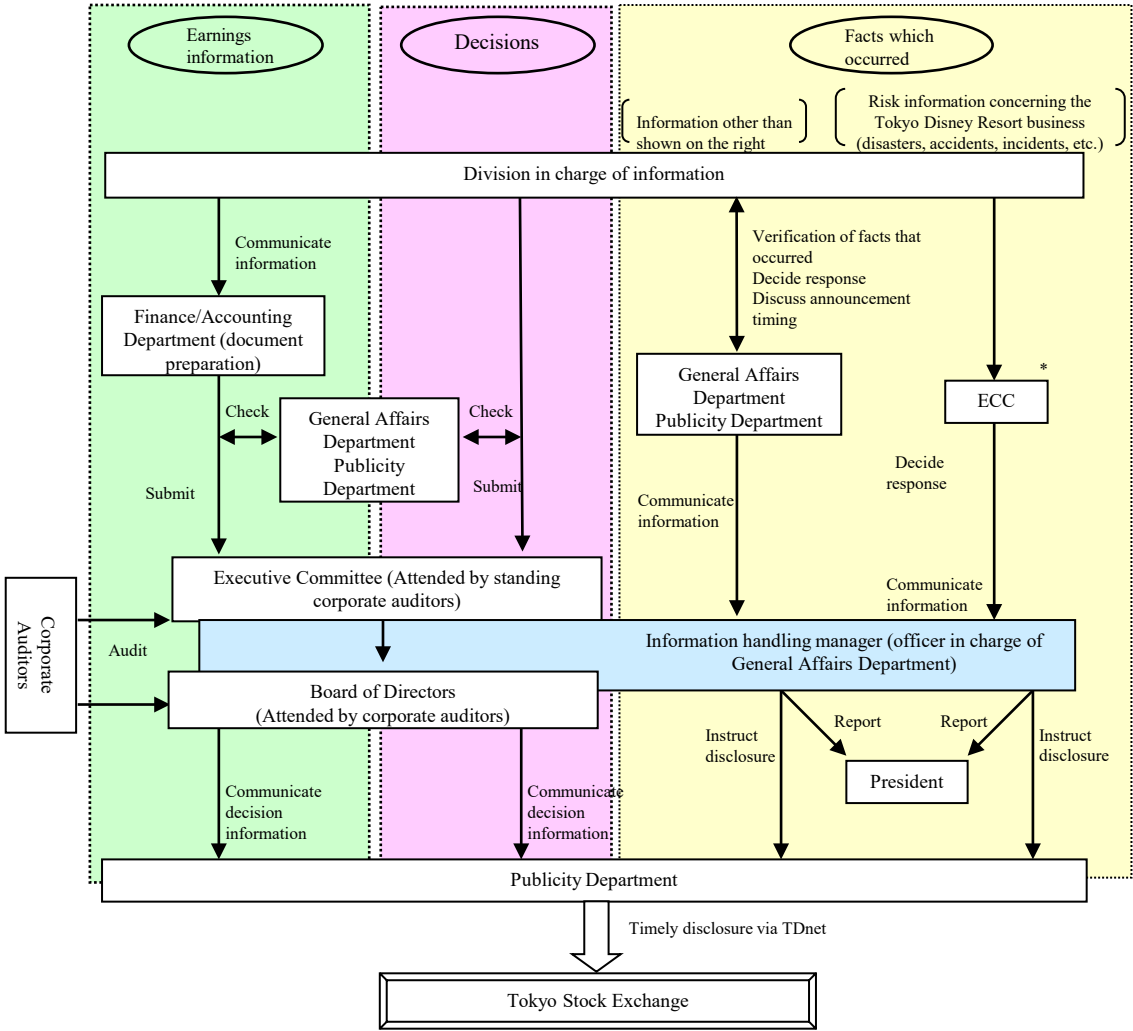 Earnings
information
Decisions
Facts which
occurred
Information other than
shown on the right
Risk information concerning the
Tokyo Disney Resort business
(disasters, accidents, incidents, etc.)
Division in charge of information
Communicate
information
Verification of facts that
occurred
Decide response
Discuss announcement
timing
Finance/Accounting
Department (document
preparation)
General Affairs
Department
Publicity Department
*
ECC
Check
General Affairs
Department
Publicity
Department
Check
Submit
Submit
Decide
response
Communicate
information
Executive Committee (Attended by standing
corporate auditors)
Communicate
information
Corporate
Auditors
Audit
Information handling manager (officer in charge of
General Affairs Department)
Board of Directors
(Attended by corporate auditors)
Instruct
disclosure
Report
Report
Instruct
disclosure
President
Communicate
decision
information
Communicate
decision
information
Publicity Department
Timely disclosure via TDnet
Tokyo Stock Exchange